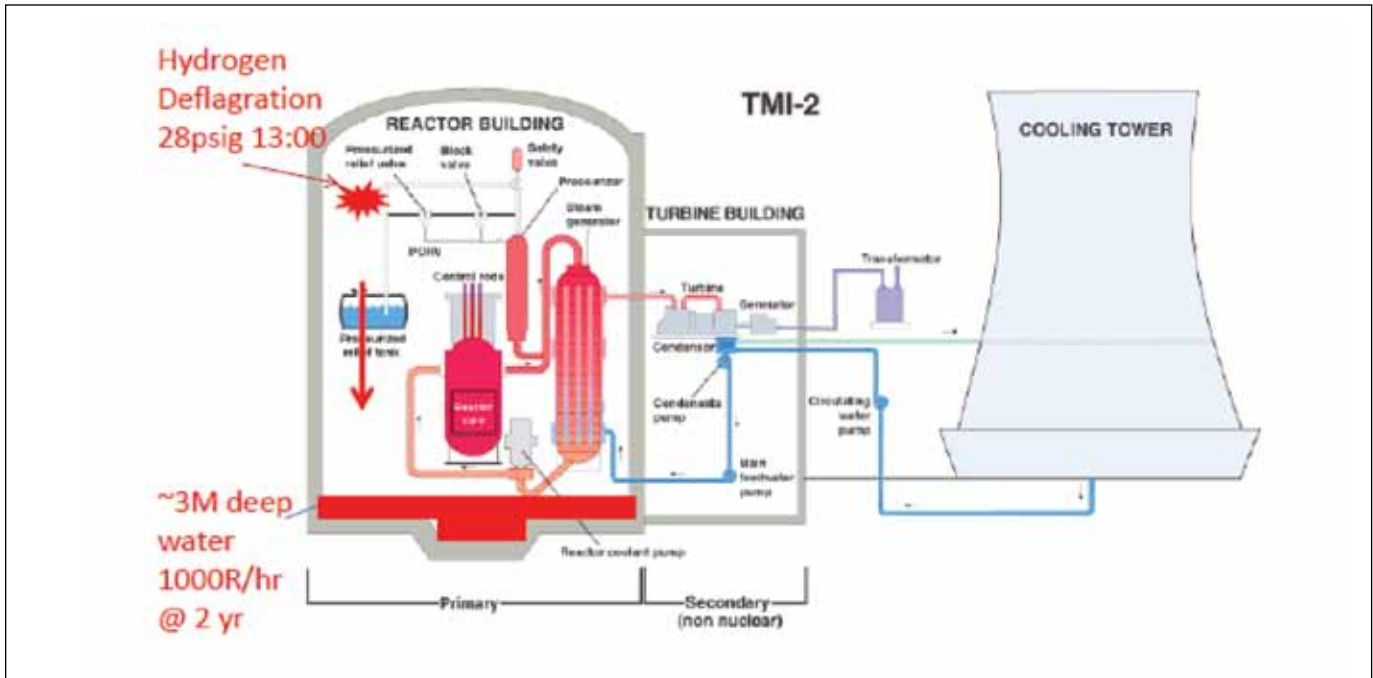 Hydrogen
Deflagration
28psig 13:00
TMI-2
REACTOR BUILDING
COOLING TOWER
Pressurized
relief valve
Block
valve
Safety
valve
Pressurizer
Steam
generator
TURBINE BUILDING
PORV
Control rods
Transformator
Turbine
Generator
Pressurized
relief tank
Condensor
Reactor
core
Condensate
pump
Circulating
water
pump
Main
feedwater
pump
~3M deep
water
1000R/hr
@ 2 yr
Reactor coolant pump
Primary
Secondary
(non nuclear)